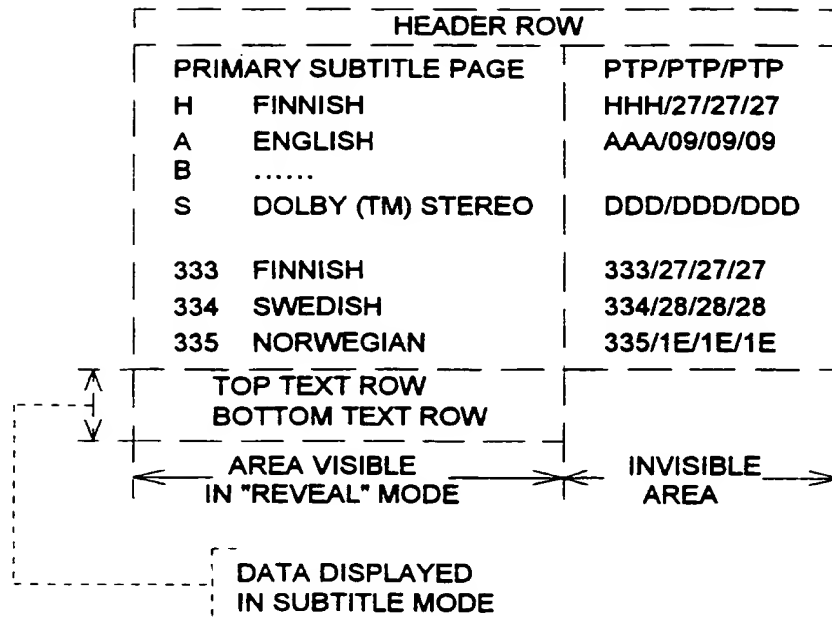 HEADER ROW
PRIMARY SUBTITLE PAGE PTP/PTP/PTP
H FINNISH HHH/27/27/27
A ENGLISH AAA/09/09/09
B ......
S DOLBY (TM) STEREO DDD/DDD/DDD
333 FINNISH 333/27/27/27
334 SWEDISH 334/28/28/28
335 NORWEGIAN 335/1E/1E/1E
TOP TEXT ROW
BOTTOM TEXT ROW
AREA VISIBLE
IN "REVEAL" MODE
INVISIBLE
AREA
DATA DISPLAYED
IN SUBTITLE MODE